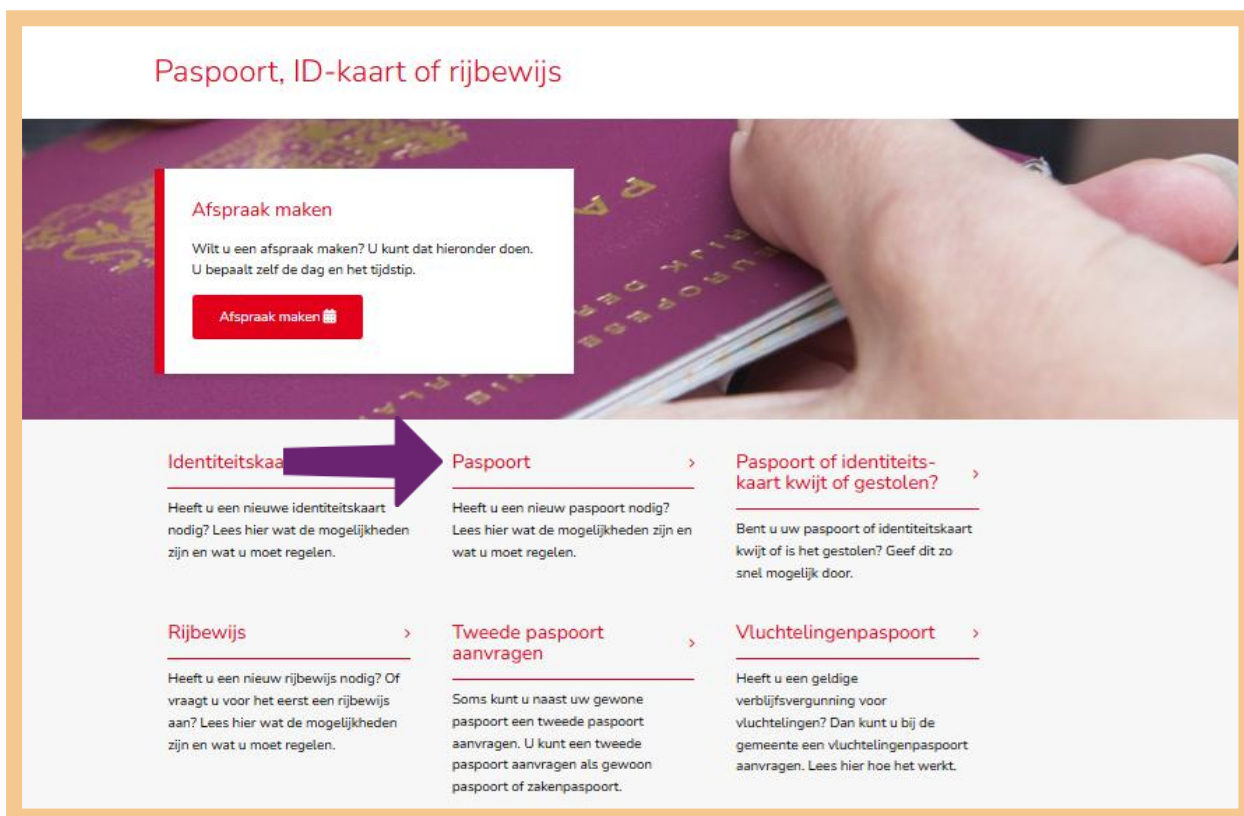 Paspoort, ID-kaart of rijbewijs
Afspraak maken
Wilt u een afspraak maken? U kunt dat hieronder doen.
U bepaalt zelf de dag en het tijdstip.
Afspraak maken
EUROPESE
Paspoort
Heeft u een nieuwe identiteitskaart
nodig? Lees hier wat de mogelijkheden
zijn en wat u moet regelen.
Heeft u een nieuw paspoort nodig?
Lees hier wat de mogelijkheden zijn en
wat u moet regelen.
Paspoort of identiteits-
kaart kwijt of gestolen?
Bent u uw paspoort of identiteitskaart
kwijt of is het gestolen? Geef dit zo
snel mogelijk door.
Rijbewijs
Heeft u een nieuw rijbewijs nodig? Of
vraagt u voor het eerst een rijbewijs
aan? Lees hier wat de mogelijkheden
zijn en wat u moet regelen.
Tweede paspoort
aanvragen
Soms kunt u naast uw gewone
paspoort een tweede paspoort
aanvragen. U kunt een tweede
paspoort aanvragen als gewoon
paspoort of zakenpaspoort.
Vluchtelingenpaspoort
Heeft u een geldige
verblijfsvergunning voor
vluchtelingen? Dan kunt u bij de
gemeente een vluchtelingenpaspoort
aanvragen. Lees hier hoe het werkt.